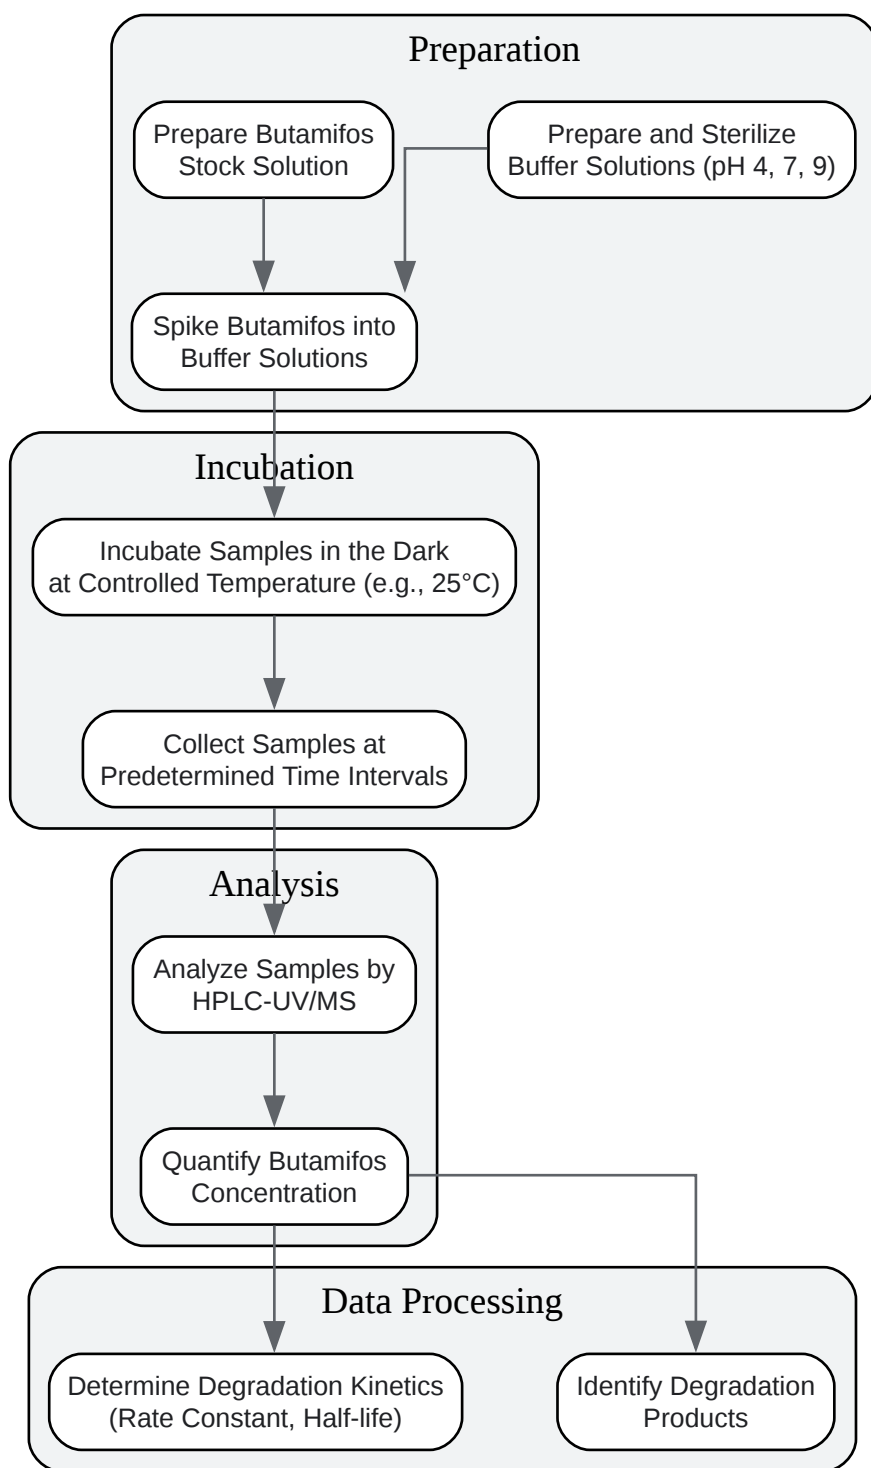 Preparation
Prepare Butamifos
Stock Solution
Prepare and Sterilize
Buffer Solutions (pH 4, 7, 9)
Spike Butamifos into
Buffer Solutions
Incubation
Incubate Samples in the Dark
at Controlled Temperature (e.g., 25°C)
Collect Samples at
Predetermined Time Intervals
Analysis
Analyze Samples by
HPLC-UV/MS
Quantify Butamifos
Concentration
Data Processing
Determine Degradation Kinetics
(Rate Constant, Half-life)
Identify Degradation
Products